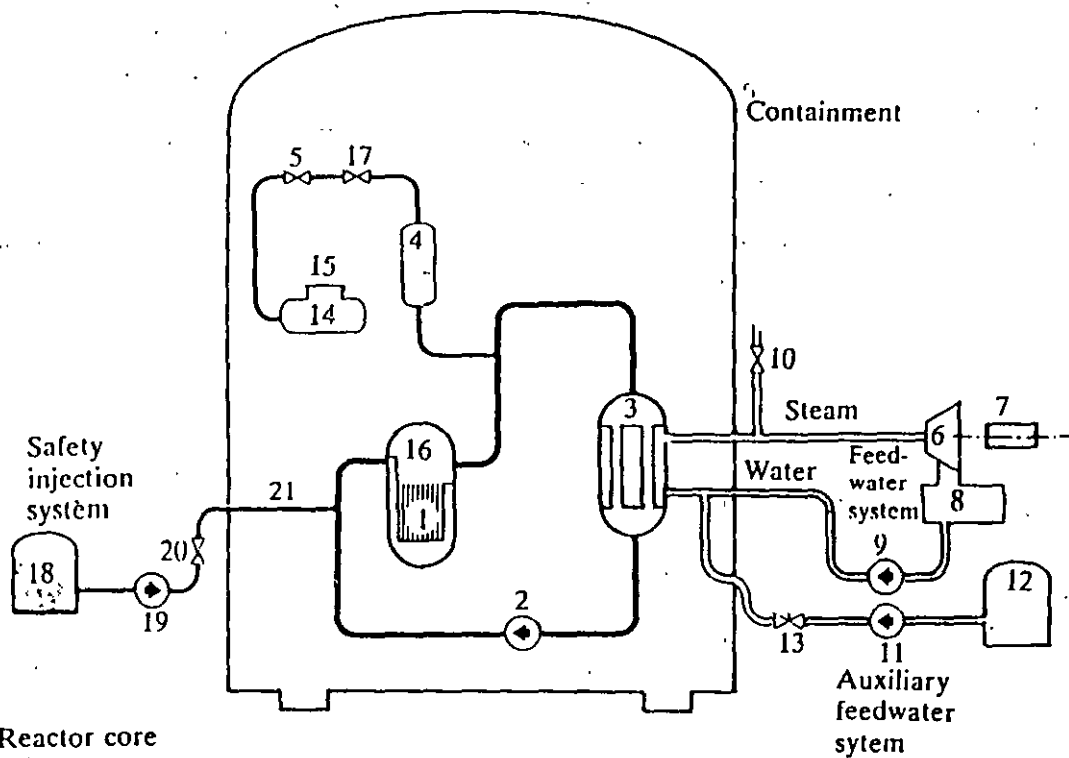 Containment
5 17
4
15
14
10
3
7
Steam
6
16
Safety
injection
system
Water
Feed-
water
system
21
1
8
20
9
18
2
12
19
13
11
Auxiliary
feedwater
sytem
Reactor core